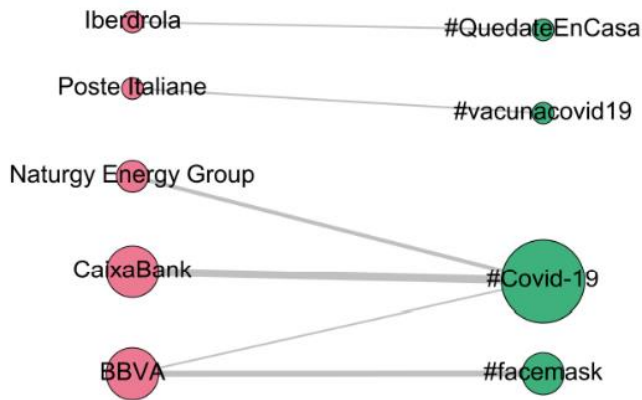 Iberdrola
#QuedateEnCasa
Poste Italiane
#vacunacovid19
Naturgy Energy Group
CaixaBank
#Covid-19
BBVA
#facemask